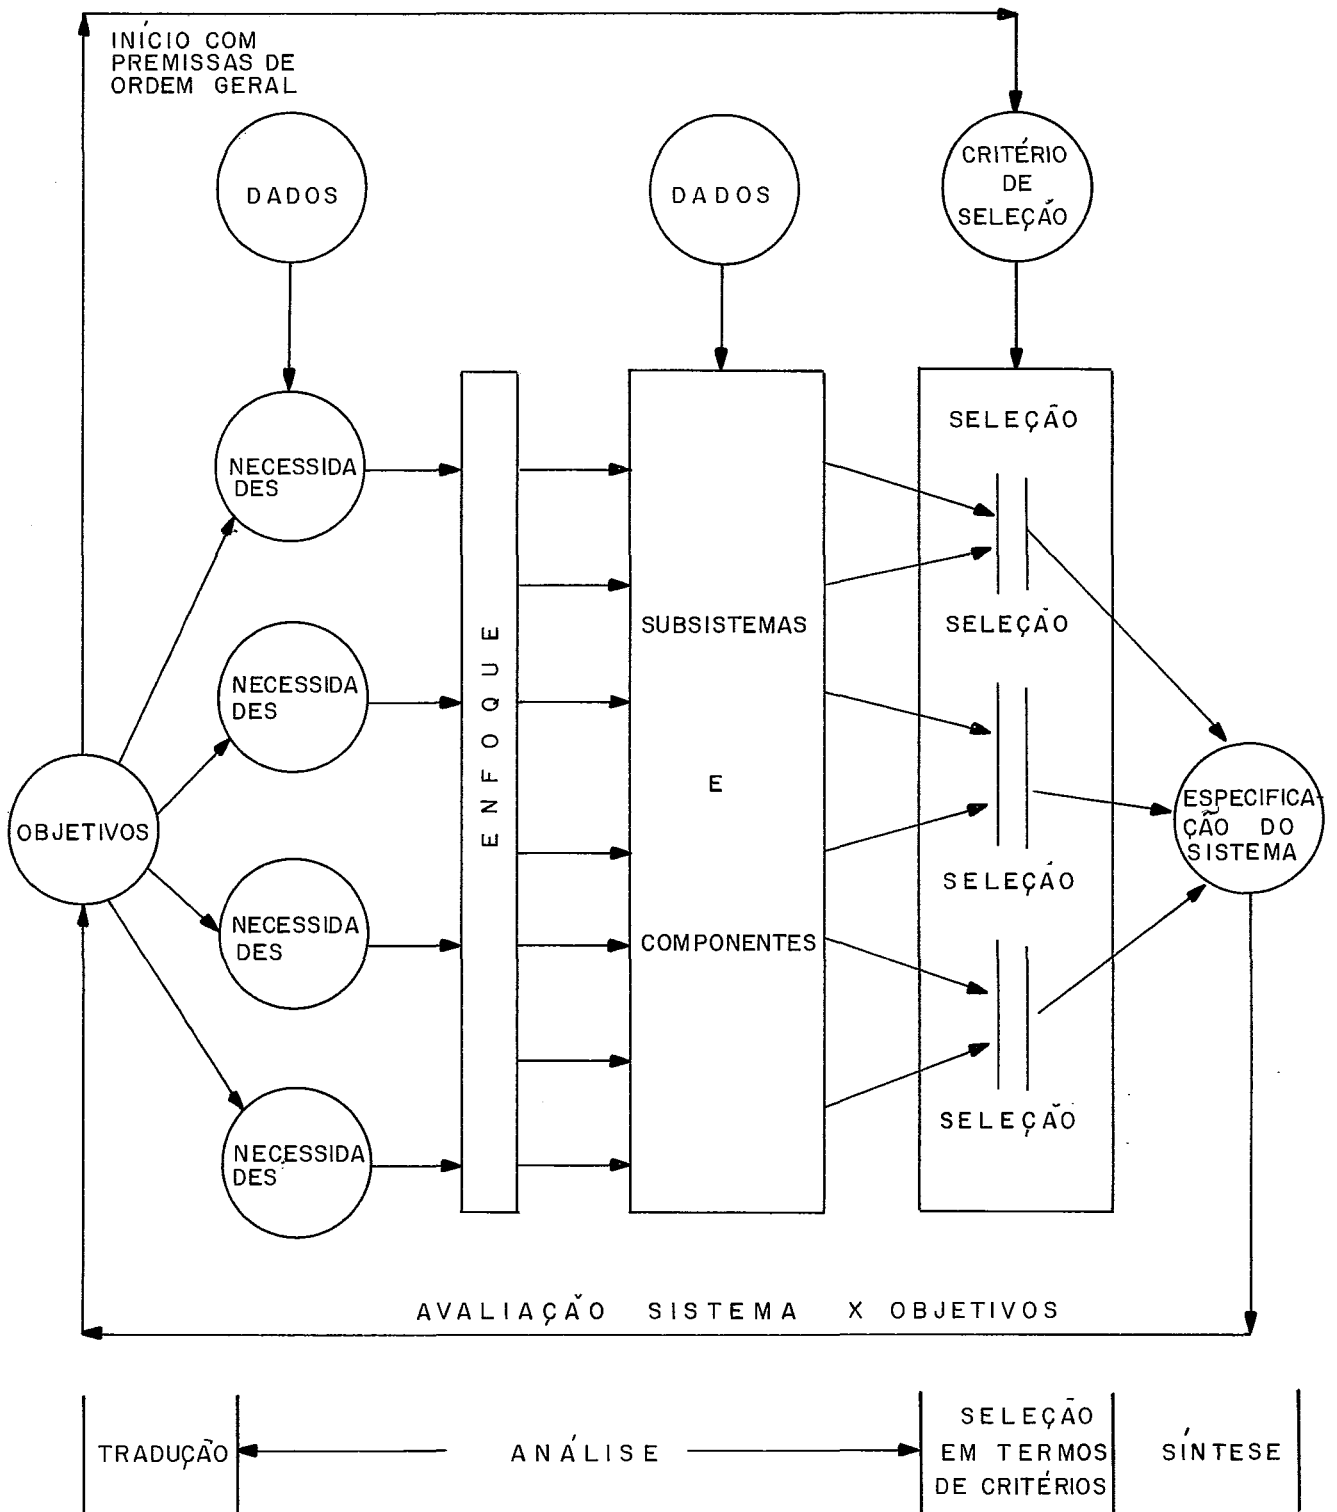 INÍCIO COM
PREMISSAS DE
ORDEM GERAL
DADOS
DADOS
CRITÉRIO
DE
SELEÇÃO
NECESSIDA
DES
NECESSIDA
DES
NECESSIDA
DES
NECESSIDA
DES
OBJETIVOS
ENFOQUE
SUBSISTEMAS
E
COMPONENTES
SELEÇÃO
SELEÇÃO
SELEÇÃO
SELEÇÃO
ESPECIFICA-
ÇÃO DO
SISTEMA
AVALIAÇÃO SISTEMA X OBJETIVOS
TRADUÇÃO
ANÁLISE
SELEÇÃO
EM TERMOS
DE CRITÉRIOS
SÍNTESE